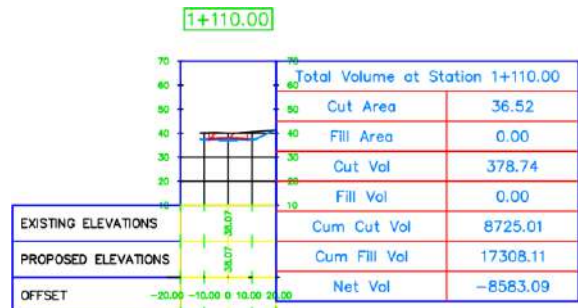 1+110.00
70 70
60 60
50 50
40 40
30 30
20 20
10 10
Total Volume at Station 1+110.00
Cut Area 36.52
Fill Area 0.00
Cut Vol 378.74
Fill Vol 0.00
Cum Cut Vol 8725.01
Cum Fill Vol 17308.11
Net Vol -8583.09
EXISTING ELEVATIONS 38.07
PROPOSED ELEVATIONS 38.07
OFFSET -20.00 -10.00 0 10.00 20.00